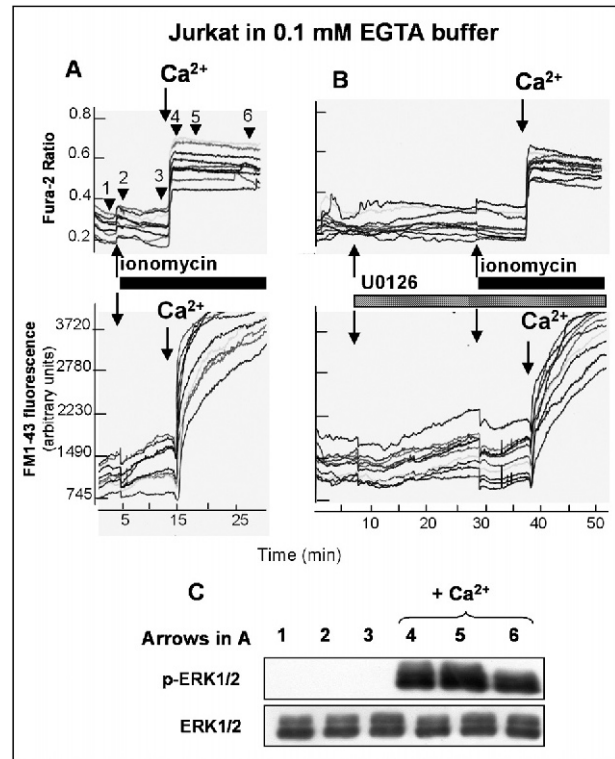 Jurkat in 0.1 mM EGTA buffer
A
Ca²⁺
B
Ca²⁺
Fura-2 Ratio
0.8
0.6
0.4
0.2
1 2 3 4 5 6
ionomycin
U0126
ionomycin
Ca²⁺
Ca²⁺
FM1-43 fluorescence
(arbitrary units)
3720
2780
2230
1490
745
5 15 25
10 20 30 40 50
Time (min)
C
+ Ca²⁺
Arrows in A
1 2 3 4 5 6
p-ERK1/2
ERK1/2